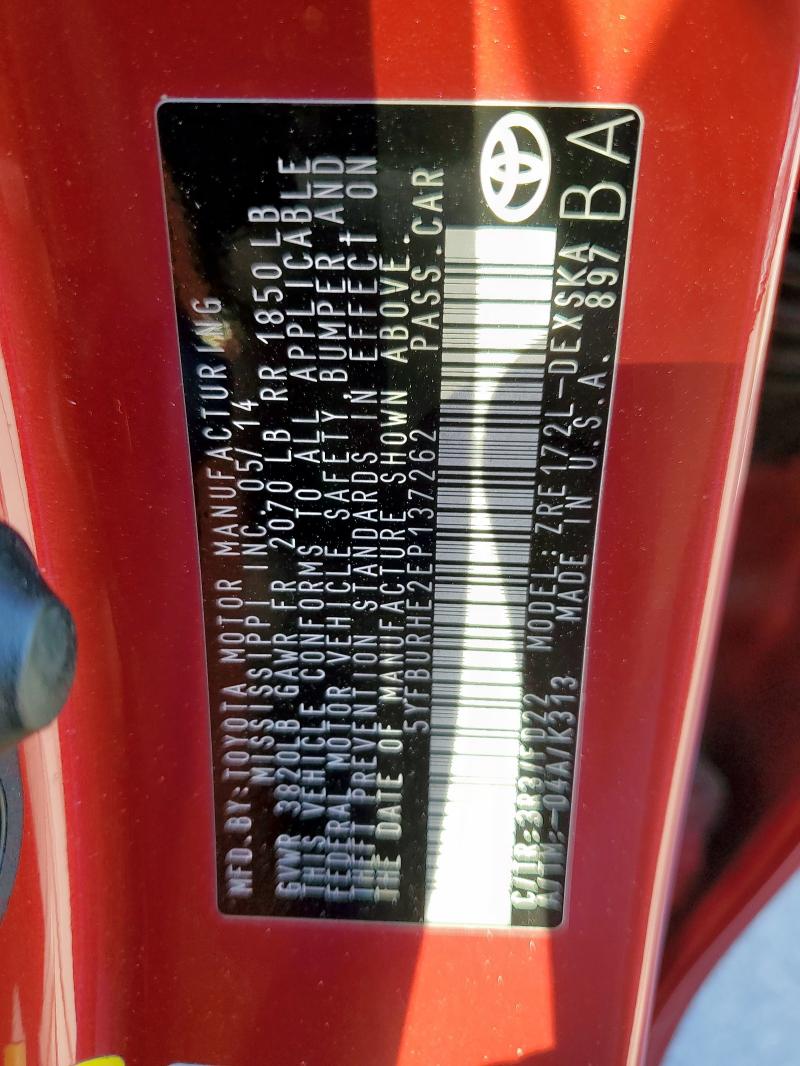 MFD.BY:TOYOTA MOTOR MANUFACTURING
MISSISSIPPI INC. 05/14
GVWR 3820LB GAWR FR 2070 LB RR 1850LB
THIS VEHICLE CONFORMS TO ALL APPLICABLE
FEDERAL MOTOR VEHICLE SAFETY, BUMPER, AND
THEFT PREVENTION STANDARDS IN EFFECT ON
THE DATE OF MANUFACTURE SHOWN ABOVE.
5YFBURHE2EP137262 PASS.CAR
C/TR:3R3/FD22 MODEL:ZRE172L-DEXSKA
A/TM:-04A/K313 MADE IN U.S.A. 897
BA